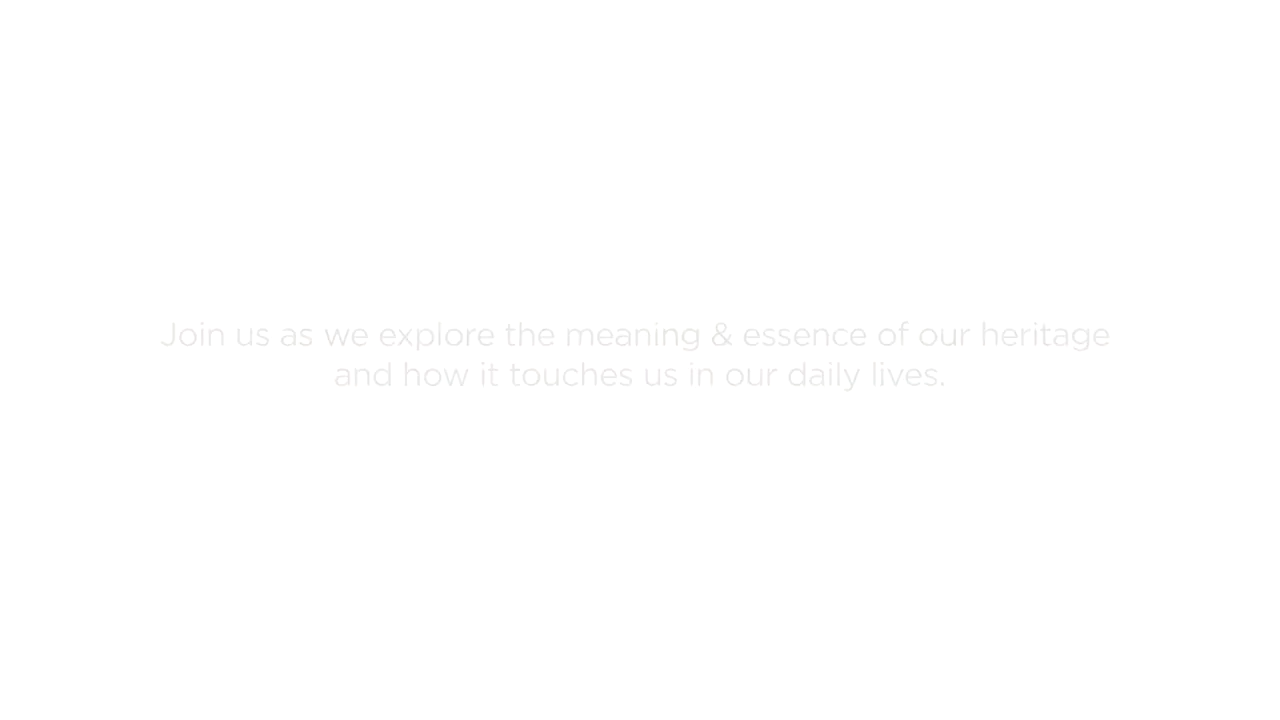 Join us as we explore the meaning & essence of our heritage
and how it touches us in our daily lives.